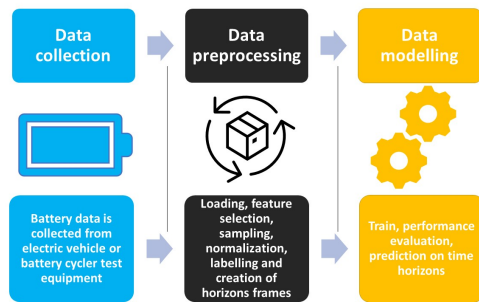 Data
collection
Data
preprocessing
Data
modelling
Battery data is
collected from
electric vehicle or
battery cycler test
equipment
Loading, feature
selection,
sampling,
normalization,
labelling and
creation of
horizons frames
Train, performance
evaluation,
prediction on time
horizons